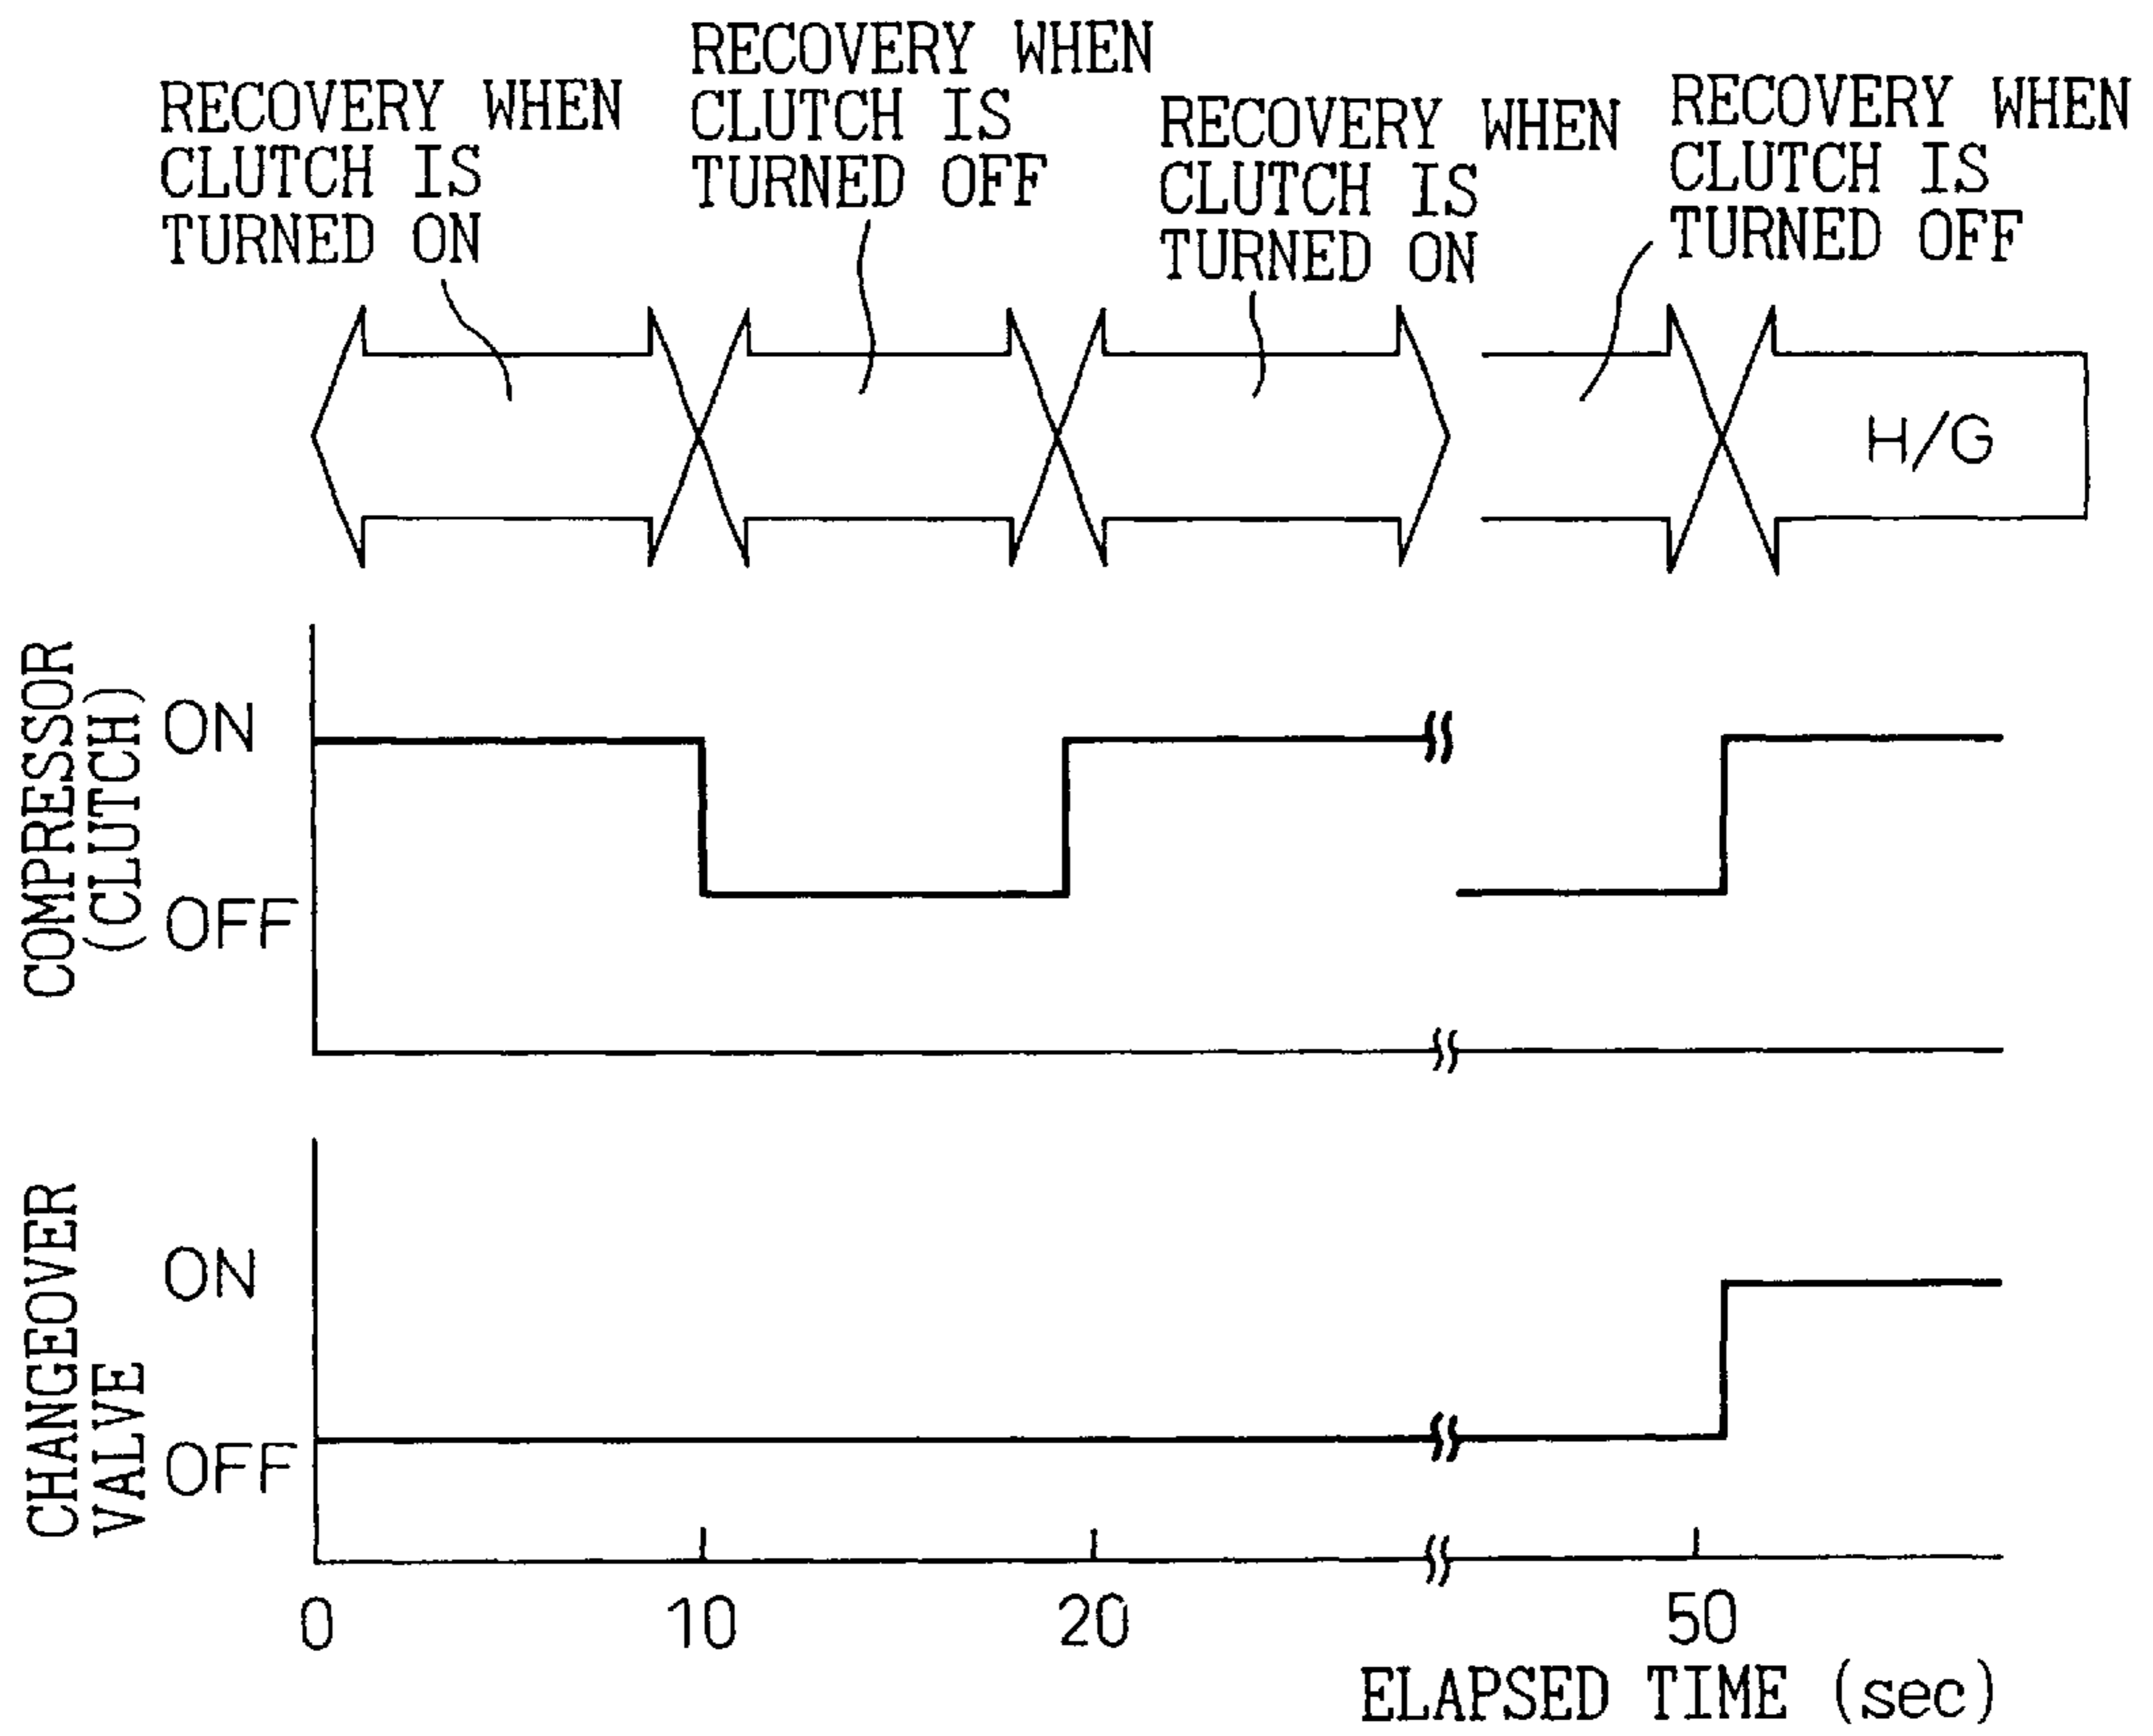 RECOVERY WHEN
CLUTCH IS
TURNED ON
RECOVERY WHEN
CLUTCH IS
TURNED OFF
RECOVERY WHEN
CLUTCH IS
TURNED ON
RECOVERY WHEN
CLUTCH IS
TURNED OFF
H/G
COMPRESSOR
(CLUTCH)
ON
OFF
CHANGEOVER
VALVE
ON
OFF
0
10
20
50
ELAPSED TIME (sec)